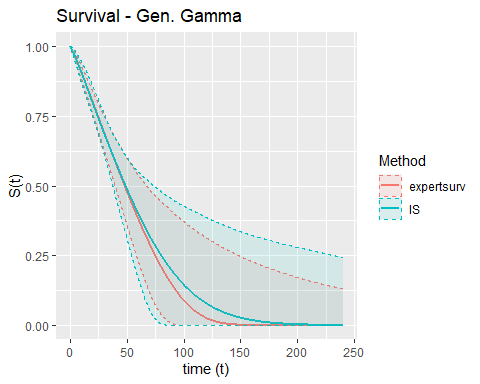 Survival - Gen. Gamma
1.00
0.75
0.50
0.25
0.00
S(t)
0
50
100
150
200
250
time (t)
Method
expertsurv
IS